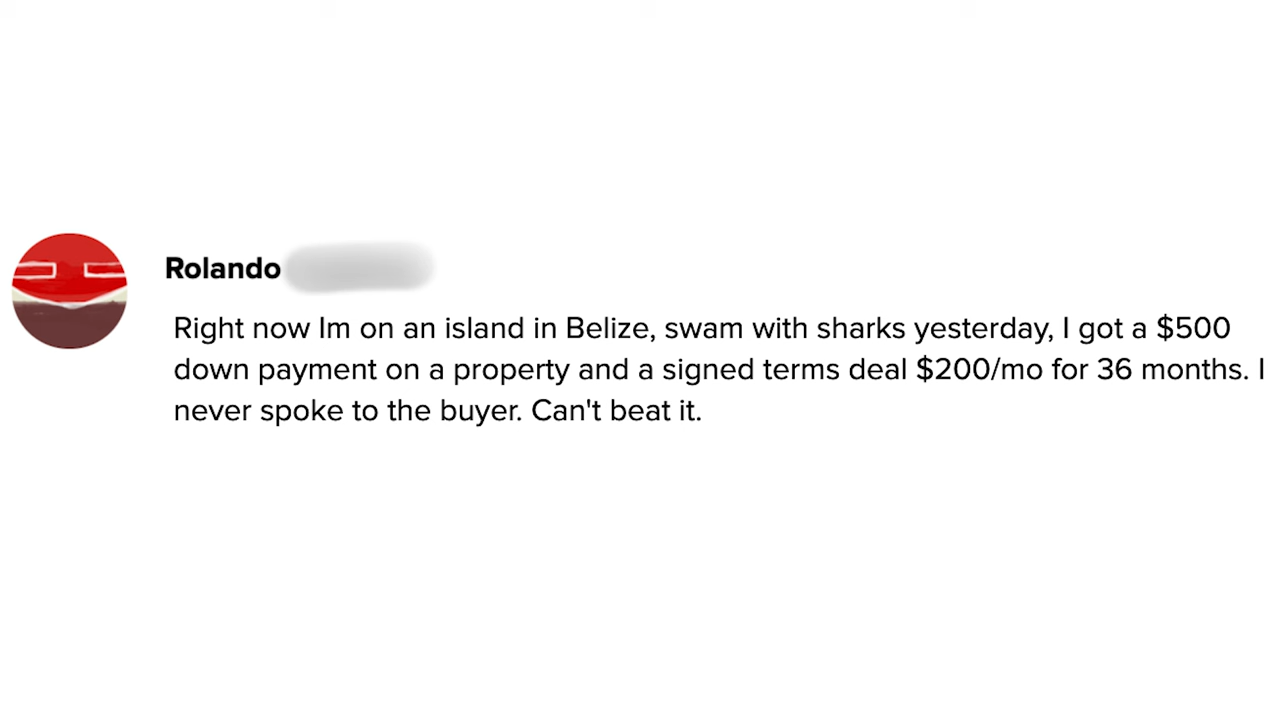 Rolando
Right now Im on an island in Belize, swam with sharks yesterday, I got a $500
down payment on a property and a signed terms deal $200/mo for 36 months. I
never spoke to the buyer. Can't beat it.